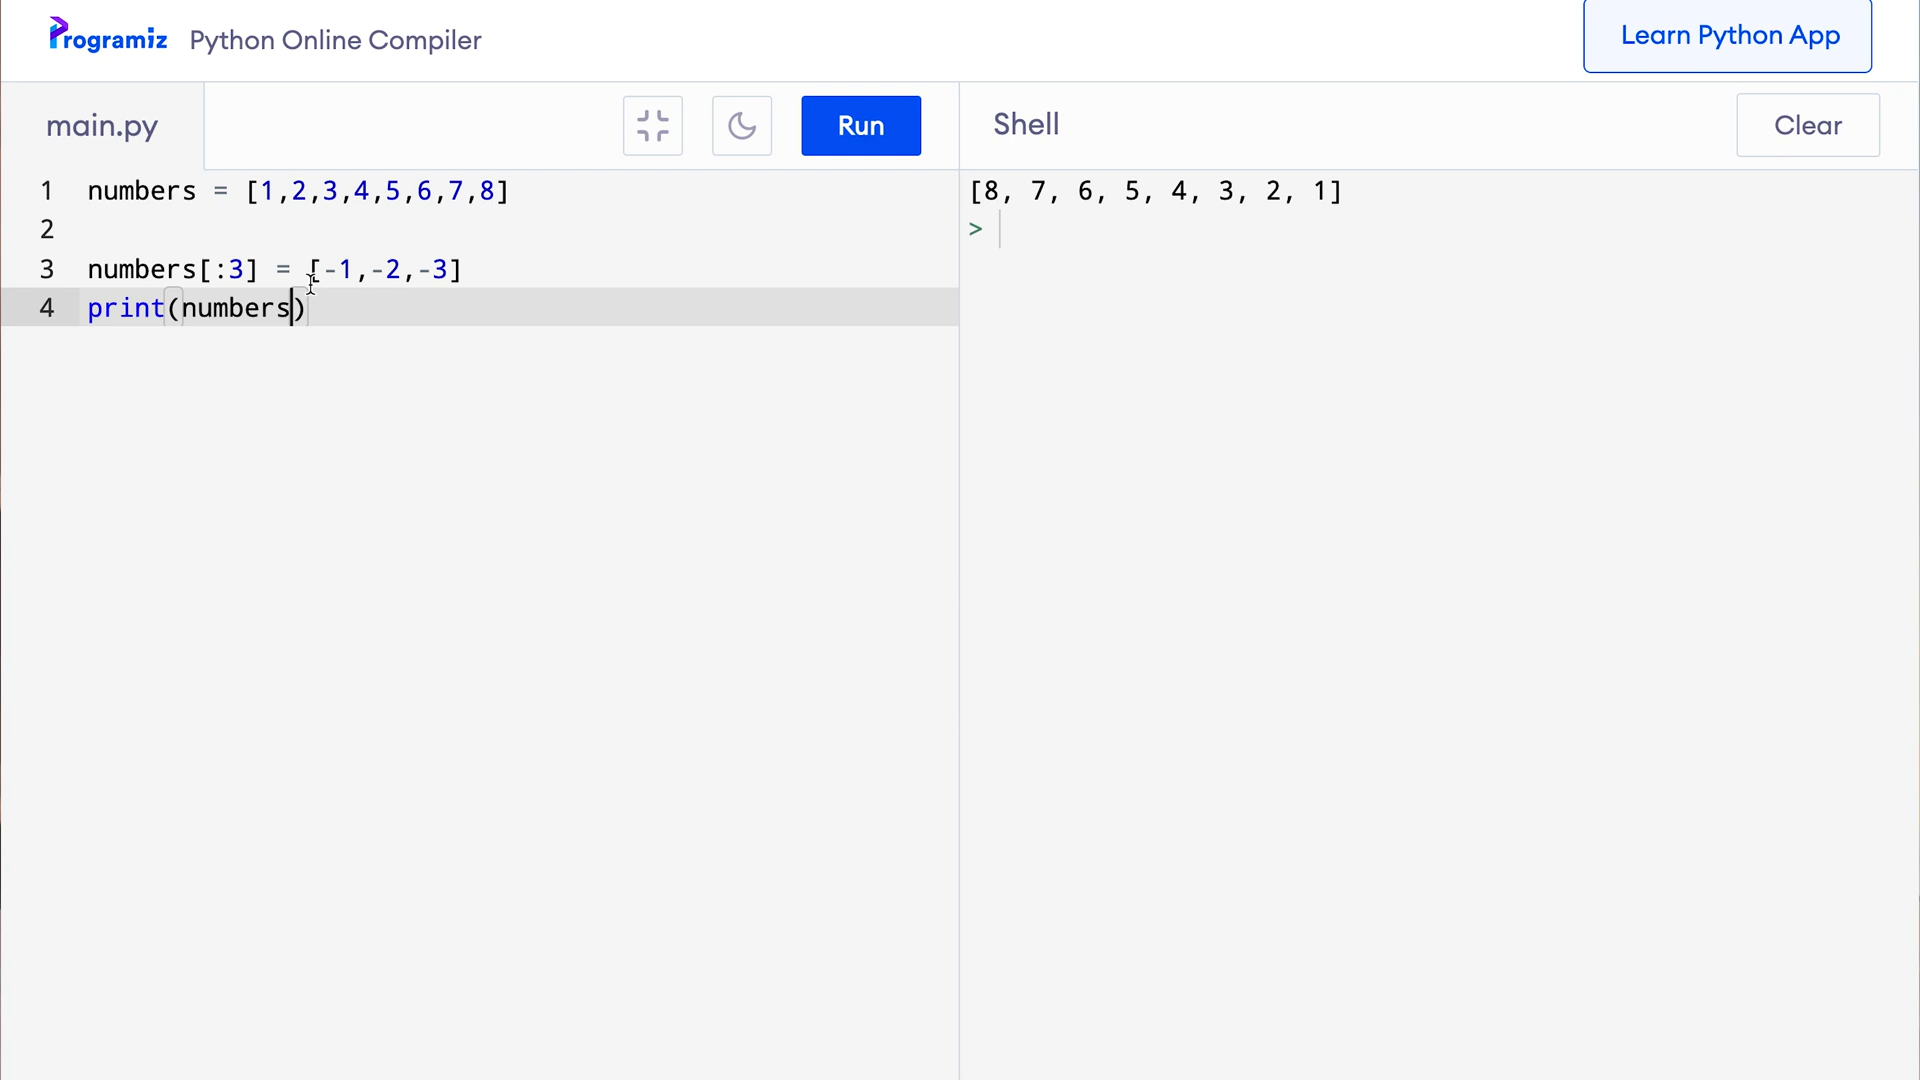 Programiz Python Online Compiler
Learn Python App
main.py
Run
Shell
Clear
1 numbers = [1,2,3,4,5,6,7,8]
2
3 numbers[:3] = [-1,-2,-3]
4 print(numbers)
[8, 7, 6, 5, 4, 3, 2, 1]
>